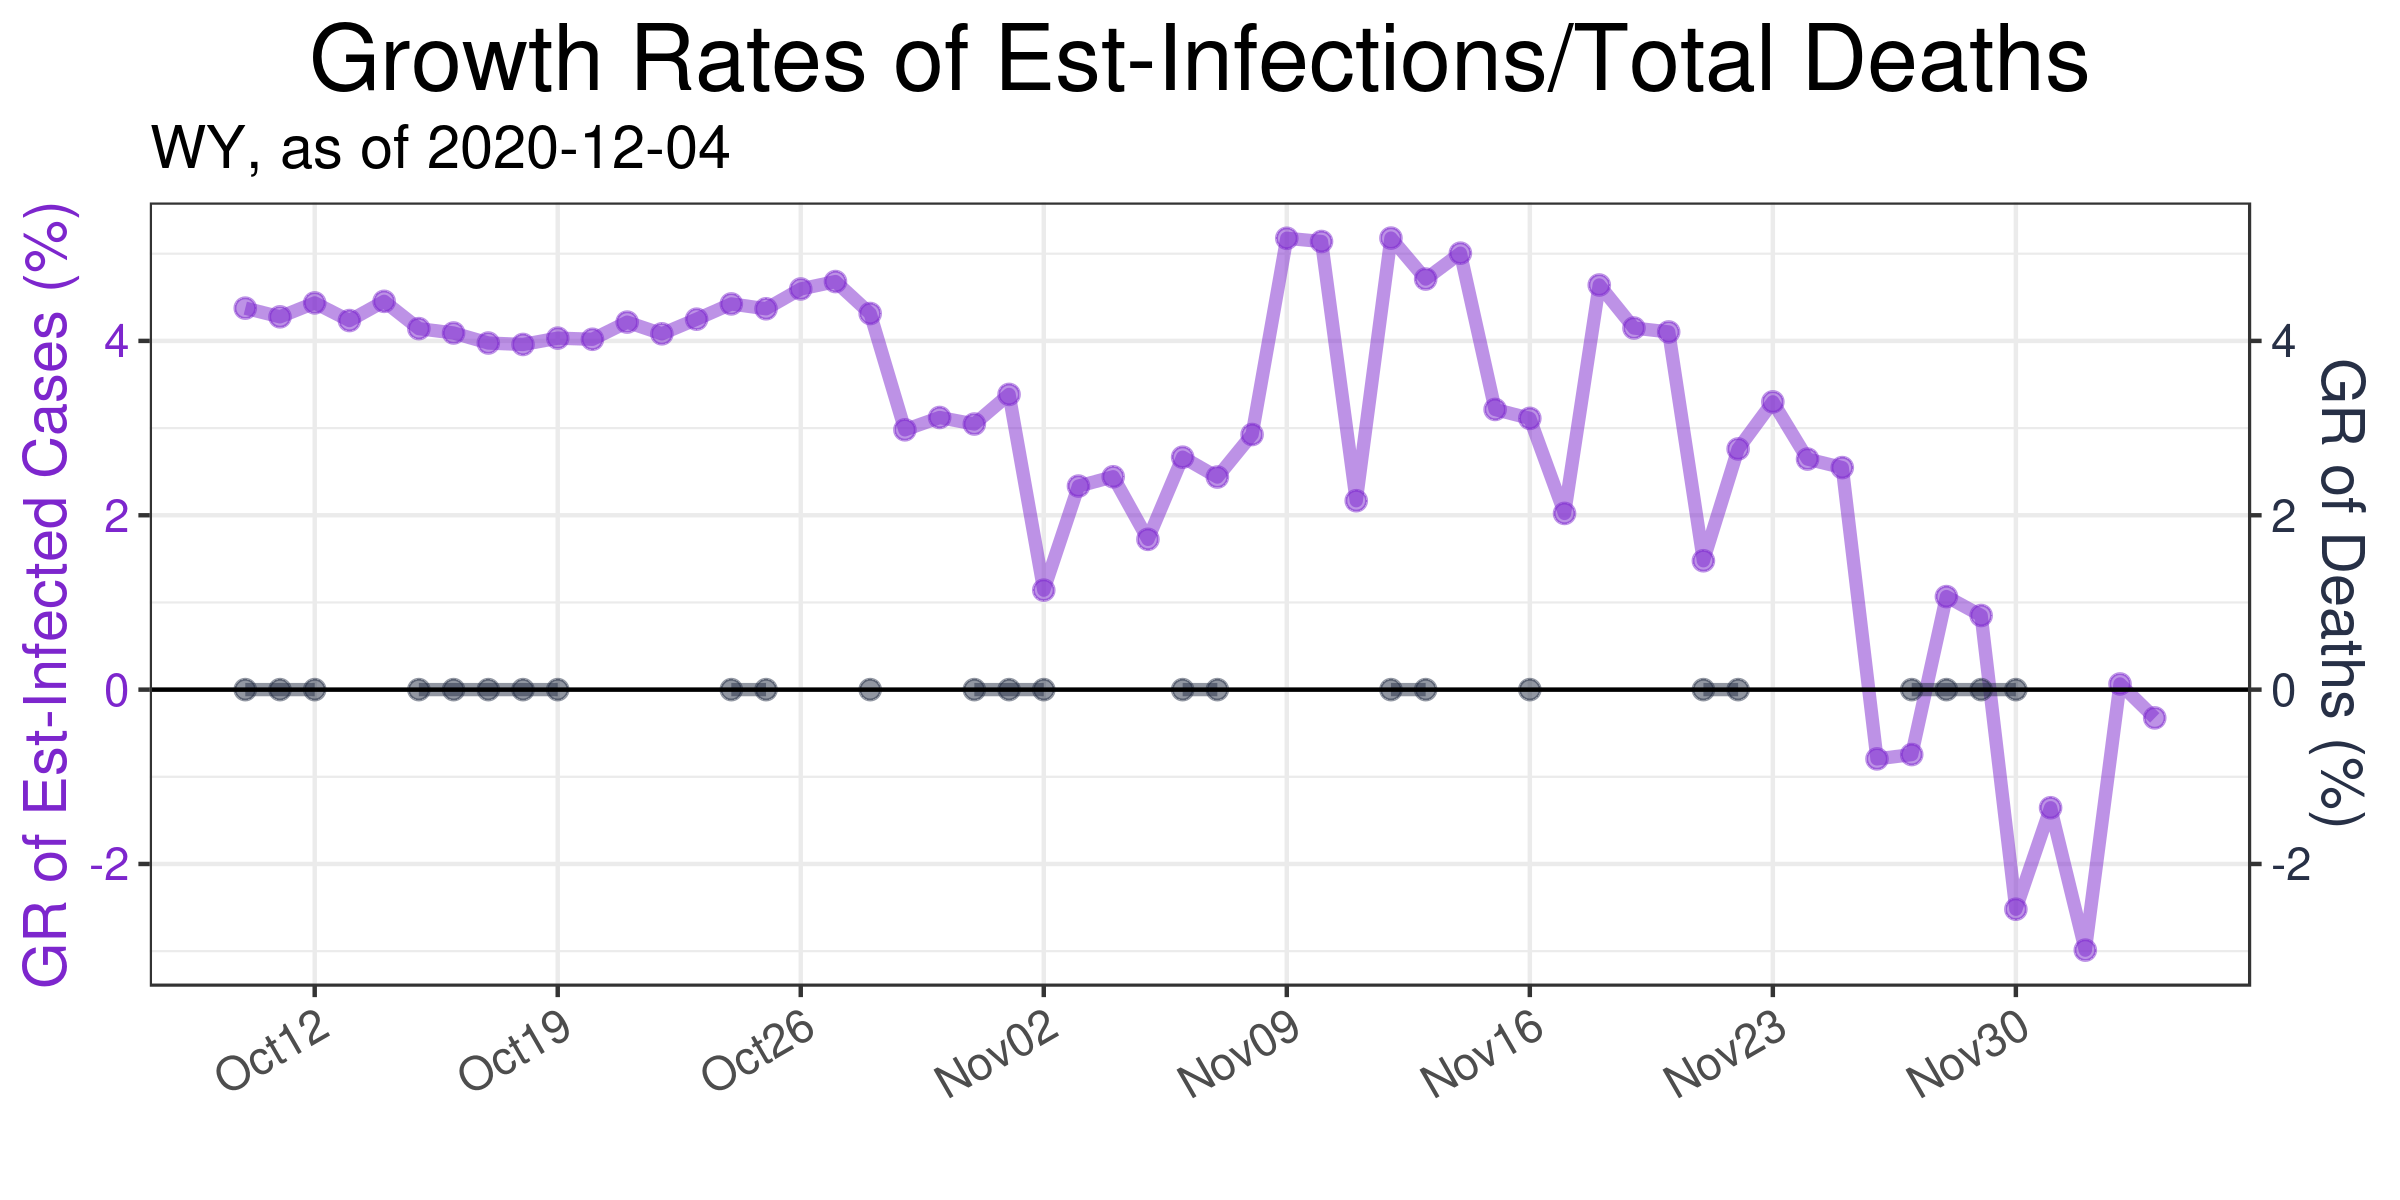 Growth Rates of Est-Infections/Total Deaths
WY, as of 2020-12-04
GR of Est-Infected Cases (%)
4
2
0
-2
4
2
0
-2
GR of Deaths (%)
Oct12
Oct19
Oct26
Nov02
Nov09
Nov16
Nov23
Nov30